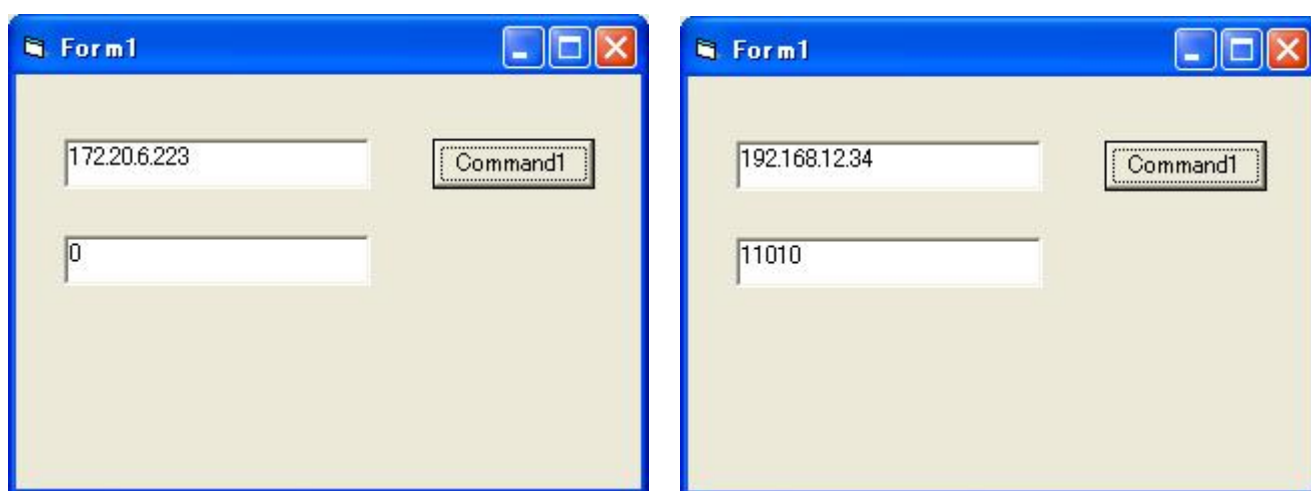 Form1
172.20.6.223
Command1
0
Form1
192.168.12.34
Command1
11010